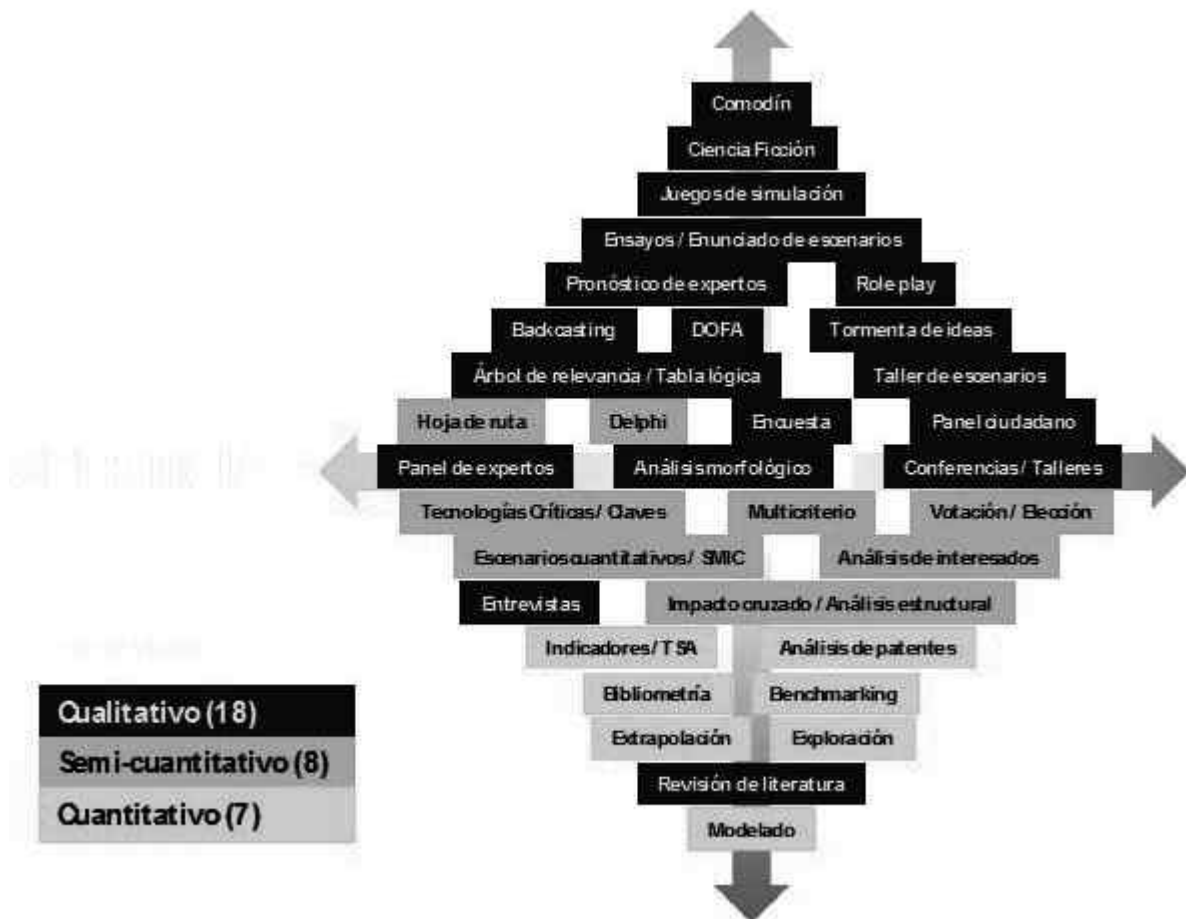 Comodín
Ciencia Ficción
Juegos de simulación
Ensayos / Enunciado de escenarios
Pronóstico de expertos
Role play
Backcasting
DOFA
Tormenta de ideas
Árbol de relevancia / Tabla lógica
Taller de escenarios
Hoja de ruta
Delphi
Encuesta
Panel ciudadano
Panel de expertos
Análisis morfológico
Conferencias / Talleres
Tecnologías Críticas / Claves
Multicriterio
Votación / Elección
Escenarios cuantitativos / SMIC
Análisis de interesados
Entrevistas
Impacto cruzado / Análisis estructural
Indicadores / TSA
Análisis de patentes
Bibliometría
Benchmarking
Extrapolación
Exploración
Revisión de literatura
Modelado
Cualitativo (18)
Semi-cuantitativo (8)
Cuantitativo (7)